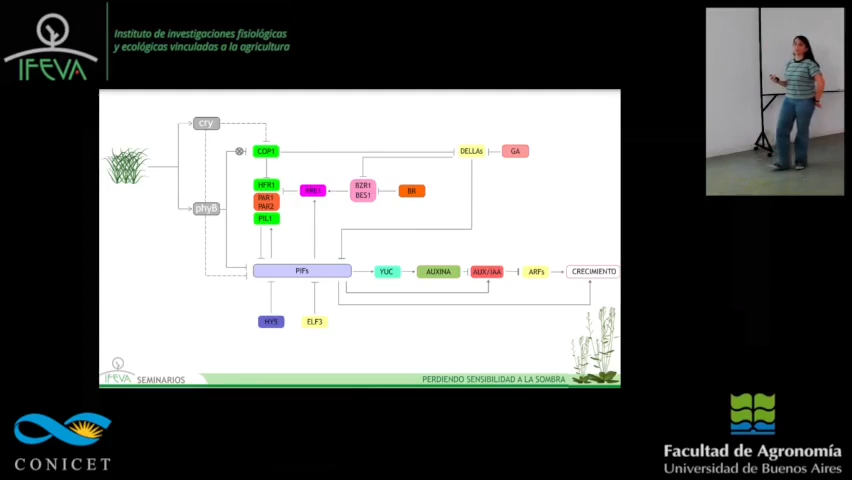 Instituto de investigaciones fisiológicas
y ecológicas vinculadas a la agricultura
IFEVA
cry
COP1
DELLAs
GA
HFR1
BZR1
BES1
BR
PAR1
PAR2
phyB
PIL1
PIFs
YUC
AUXINA
AUX/IAA
ARFs
CRECIMIENTO
HY5
ELF3
IFEVA SEMINARIOS
PERDIENDO SENSIBILIDAD A LA SOMBRA
CONICET
Facultad de Agronomía
Universidad de Buenos Aires